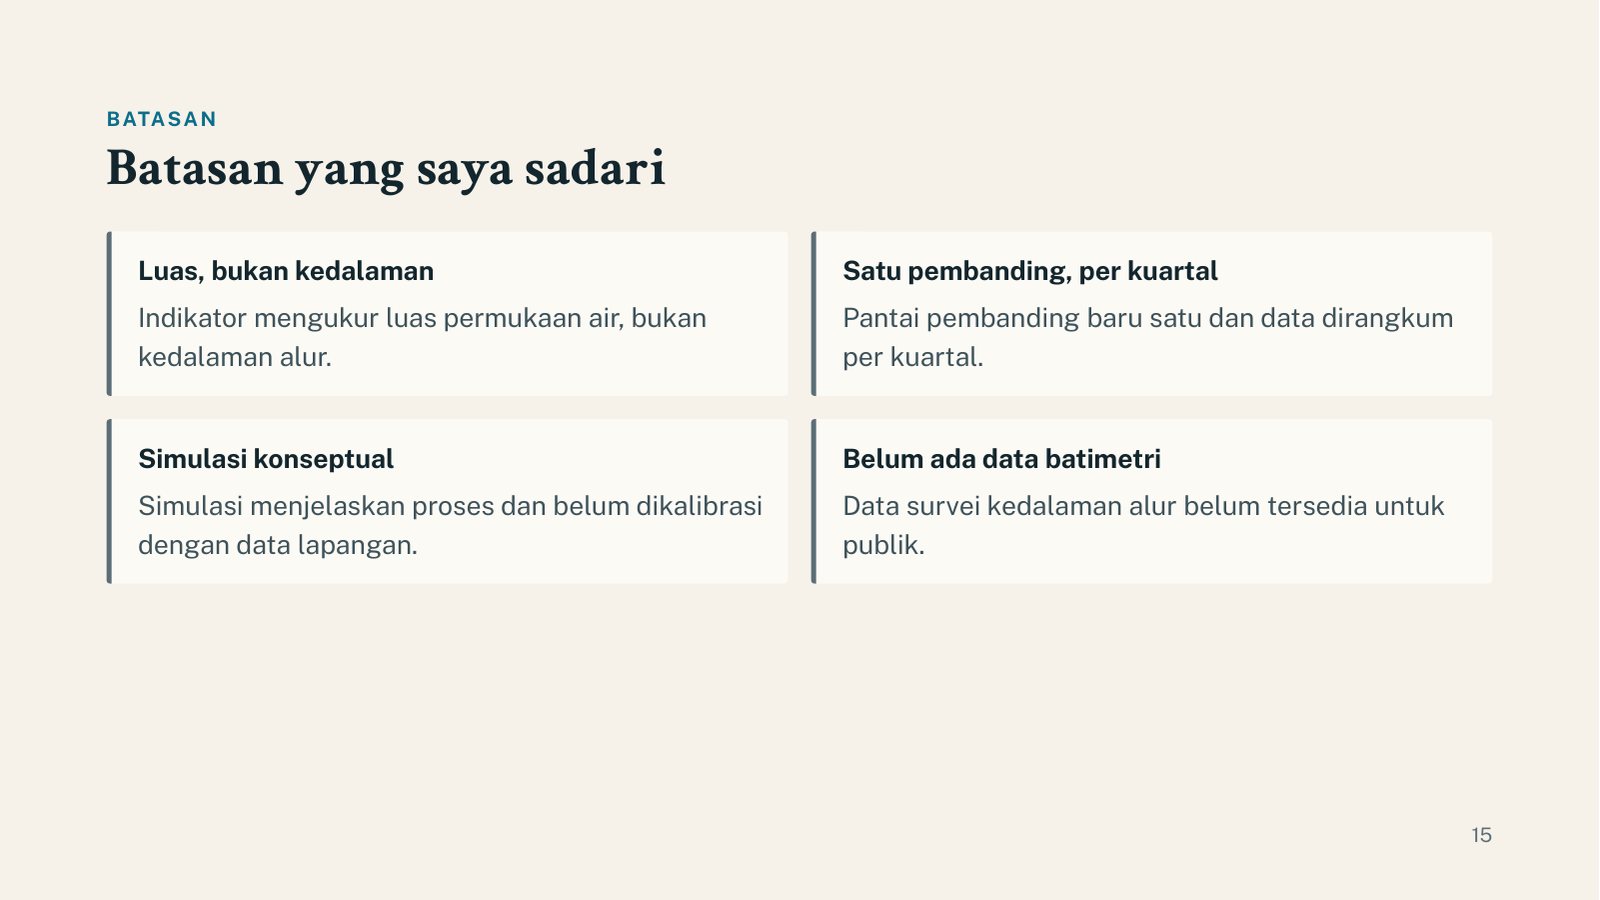 BATASAN
Batasan yang saya sadari
Luas, bukan kedalaman
Indikator mengukur luas permukaan air, bukan
kedalaman alur.
Satu pembanding, per kuartal
Pantai pembanding baru satu dan data dirangkum
per kuartal.
Simulasi konseptual
Simulasi menjelaskan proses dan belum dikalibrasi
dengan data lapangan.
Belum ada data batimetri
Data survei kedalaman alur belum tersedia untuk
publik.
15